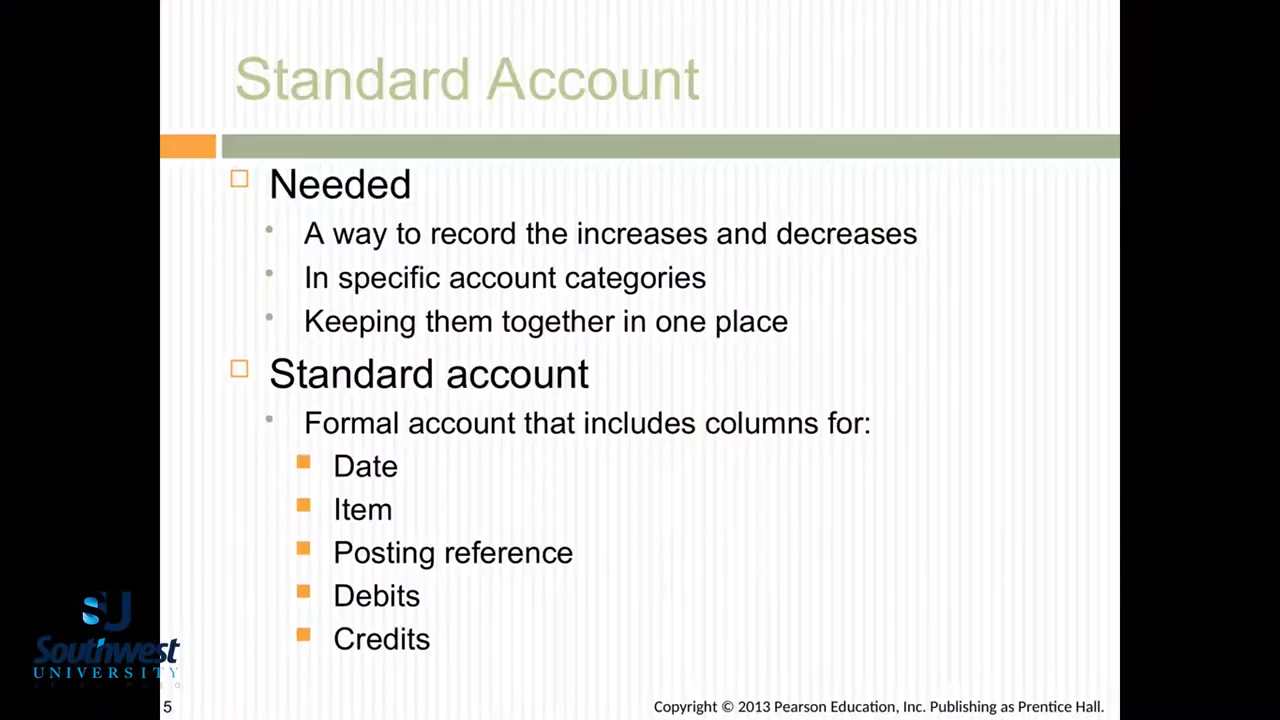 Standard Account
Needed
A way to record the increases and decreases
In specific account categories
Keeping them together in one place
Standard account
Formal account that includes columns for:
Date
Item
Posting reference
Debits
Credits
SU
Southwest
UNIVERSITY
5
Copyright © 2013 Pearson Education, Inc. Publishing as Prentice Hall.